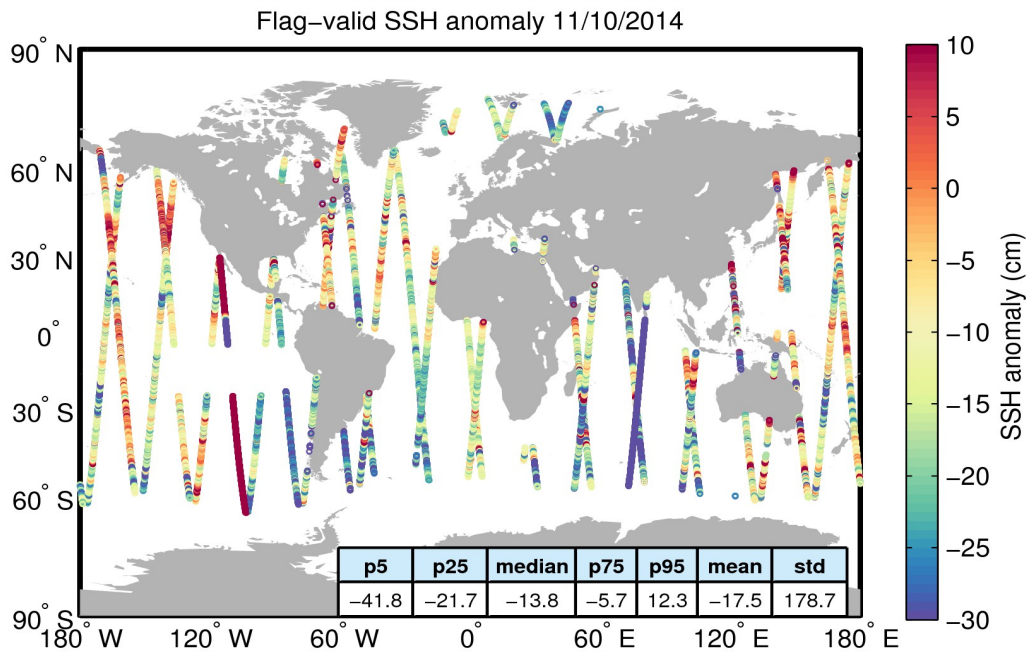 Flag−valid SSH anomaly 11/10/2014
90° N
60° N
30° N
0°
30° S
60° S
90° S
180° W
120° W
60° W
0°
60° E
120° E
180° E
p5 p25 median p75 p95 mean std
−41.8 −21.7 −13.8 −5.7 12.3 −17.5 178.7
10
5
0
−5
−10
−15
−20
−25
−30
SSH anomaly (cm)